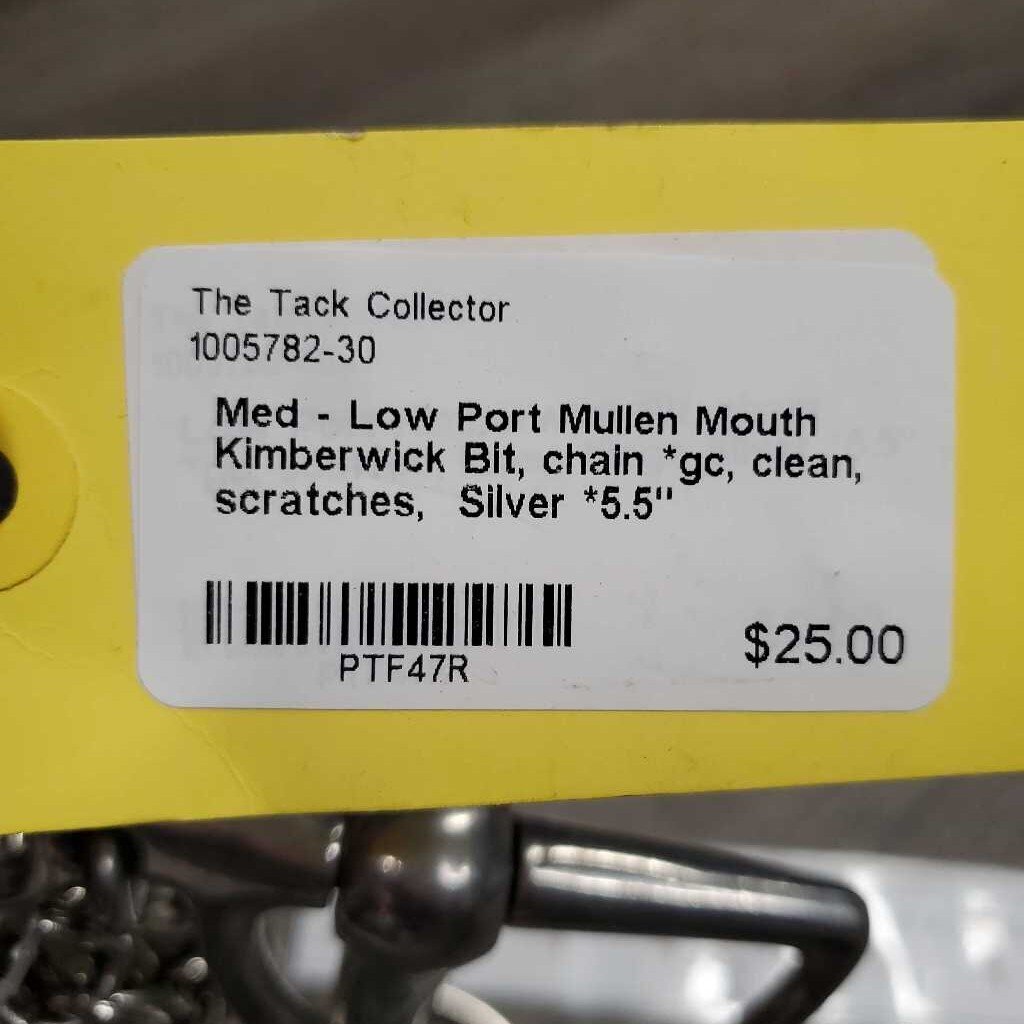 The Tack Collector
1005782-30
Med - Low Port Mullen Mouth
Kimberwick Bit, chain *gc, clean,
scratches, Silver *5.5"
PTF47R
$25.00